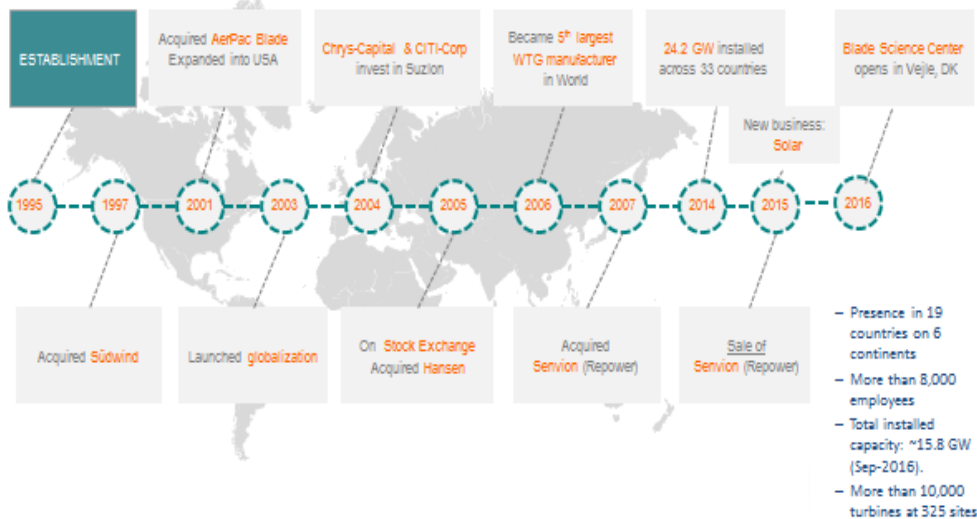 ESTABLISHMENT
Acquired AerPac Blade
Expanded into USA
Chrys-Capital & CITI-Corp
invest in Suzlon
Became 5th largest
WTG manufacturer
in World
24.2 GW installed
across 33 countries
Blade Science Center
opens in Vejle, DK
New business:
Solar
1995
1997
2001
2003
2004
2005
2006
2007
2014
2015
2016
Acquired Südwind
Launched globalization
On Stock Exchange
Acquired Hansen
Acquired
Senvion (Repower)
Sale of
Senvion (Repower)
– Presence in 19
countries on 6
continents
– More than 8,000
employees
– Total installed
capacity: ~15.8 GW
(Sep-2016).
– More than 10,000
turbines at 325 sites